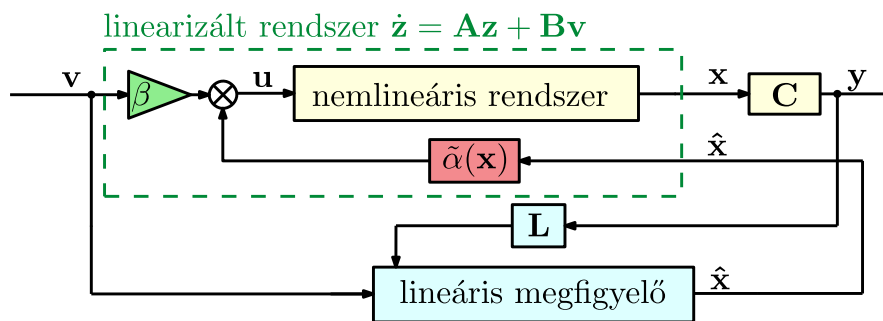 linearizált rendszer ż = Az + Bv
v
β
u
nemlineáris rendszer
x
C
y
α̃(x)
x̂
L
lineáris megfigyelő
x̂